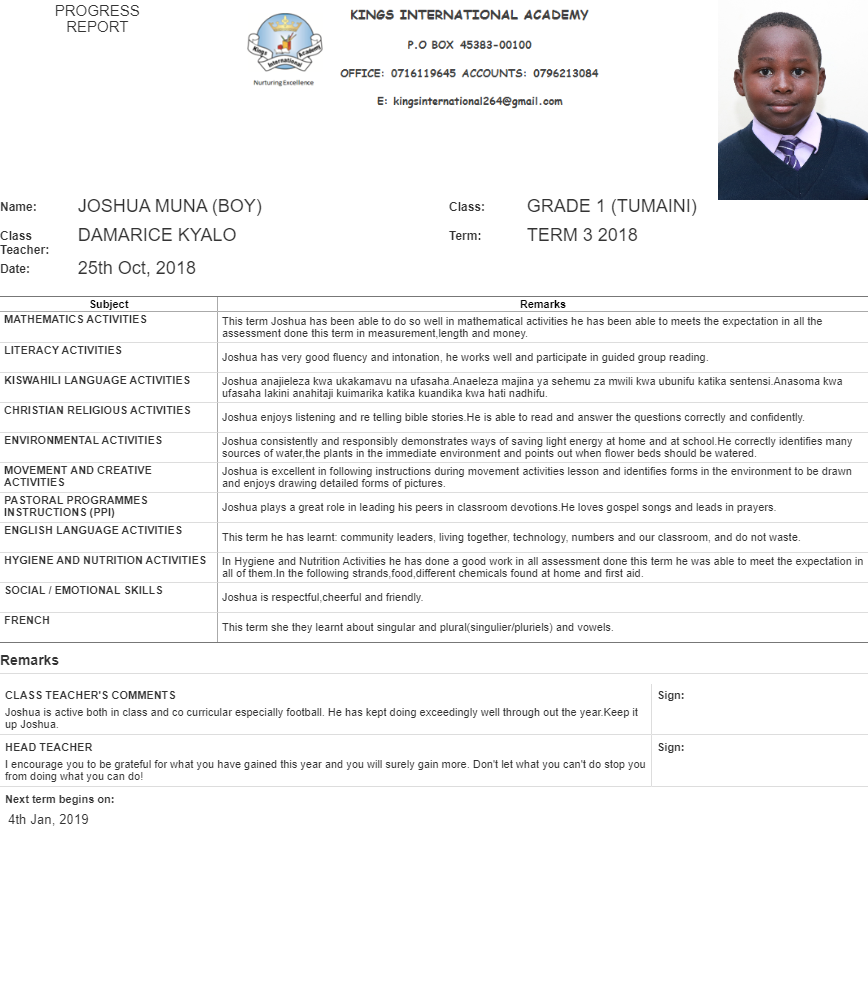 PROGRESS
REPORT
KINGS INTERNATIONAL ACADEMY
P.O BOX 45383-00100
OFFICE: 0716119645 ACCOUNTS: 0796213084
E: kingsinternational264@gmail.com
Kings Academy
International
Nurturing Excellence
Name: JOSHUA MUNA (BOY) Class: GRADE 1 (TUMAINI)
Class Teacher: DAMARICE KYALO Term: TERM 3 2018
Date: 25th Oct, 2018
Subject Remarks
MATHEMATICS ACTIVITIES
This term Joshua has been able to do so well in mathematical activities he has been able to meets the expectation in all the
assessment done this term in measurement,length and money.
LITERACY ACTIVITIES
Joshua has very good fluency and intonation, he works well and participate in guided group reading.
KISWAHILI LANGUAGE ACTIVITIES
Joshua anajieleza kwa ukakamavu na ufasaha.Anaeleza majina ya sehemu za mwili kwa ubunifu katika sentensi.Anasoma kwa
ufasaha lakini anahitaji kuimarika katika kuandika kwa hati nadhifu.
CHRISTIAN RELIGIOUS ACTIVITIES
Joshua enjoys listening and re telling bible stories.He is able to read and answer the questions correctly and confidently.
ENVIRONMENTAL ACTIVITIES
Joshua consistently and responsibly demonstrates ways of saving light energy at home and at school.He correctly identifies many
sources of water,the plants in the immediate environment and points out when flower beds should be watered.
MOVEMENT AND CREATIVE
ACTIVITIES
Joshua is excellent in following instructions during movement activities lesson and identifies forms in the environment to be drawn
and enjoys drawing detailed forms of pictures.
PASTORAL PROGRAMMES
INSTRUCTIONS (PPI)
Joshua plays a great role in leading his peers in classroom devotions.He loves gospel songs and leads in prayers.
ENGLISH LANGUAGE ACTIVITIES
This term he has learnt: community leaders, living together, technology, numbers and our classroom, and do not waste.
HYGIENE AND NUTRITION ACTIVITIES
In Hygiene and Nutrition Activities he has done a good work in all assessment done this term he was able to meet the expectation in
all of them.In the following strands,food,different chemicals found at home and first aid.
SOCIAL / EMOTIONAL SKILLS
Joshua is respectful,cheerful and friendly.
FRENCH
This term she they learnt about singular and plural(singulier/pluriels) and vowels.
Remarks
CLASS TEACHER'S COMMENTS
Joshua is active both in class and co curricular especially football. He has kept doing exceedingly well through out the year.Keep it
up Joshua.
Sign:
HEAD TEACHER
I encourage you to be grateful for what you have gained this year and you will surely gain more. Don't let what you can't do stop you
from doing what you can do!
Sign:
Next term begins on:
4th Jan, 2019